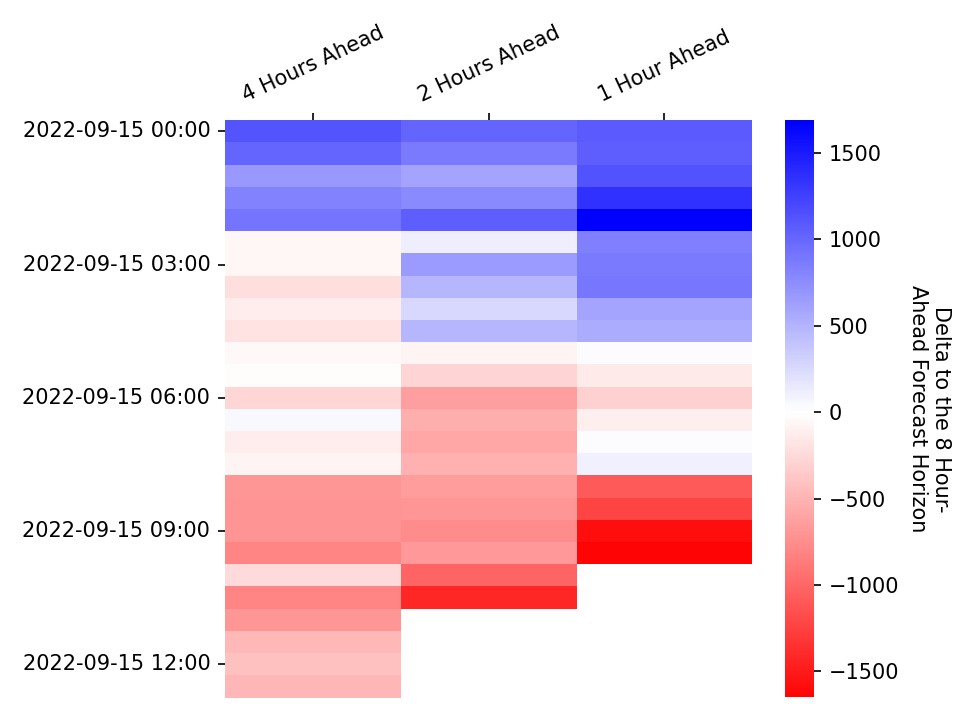 4 Hours Ahead
2 Hours Ahead
1 Hour Ahead
2022-09-15 00:00
2022-09-15 03:00
2022-09-15 06:00
2022-09-15 09:00
2022-09-15 12:00
1500
1000
500
0
−500
−1000
−1500
Delta to the 8 Hour-
Ahead Forecast Horizon